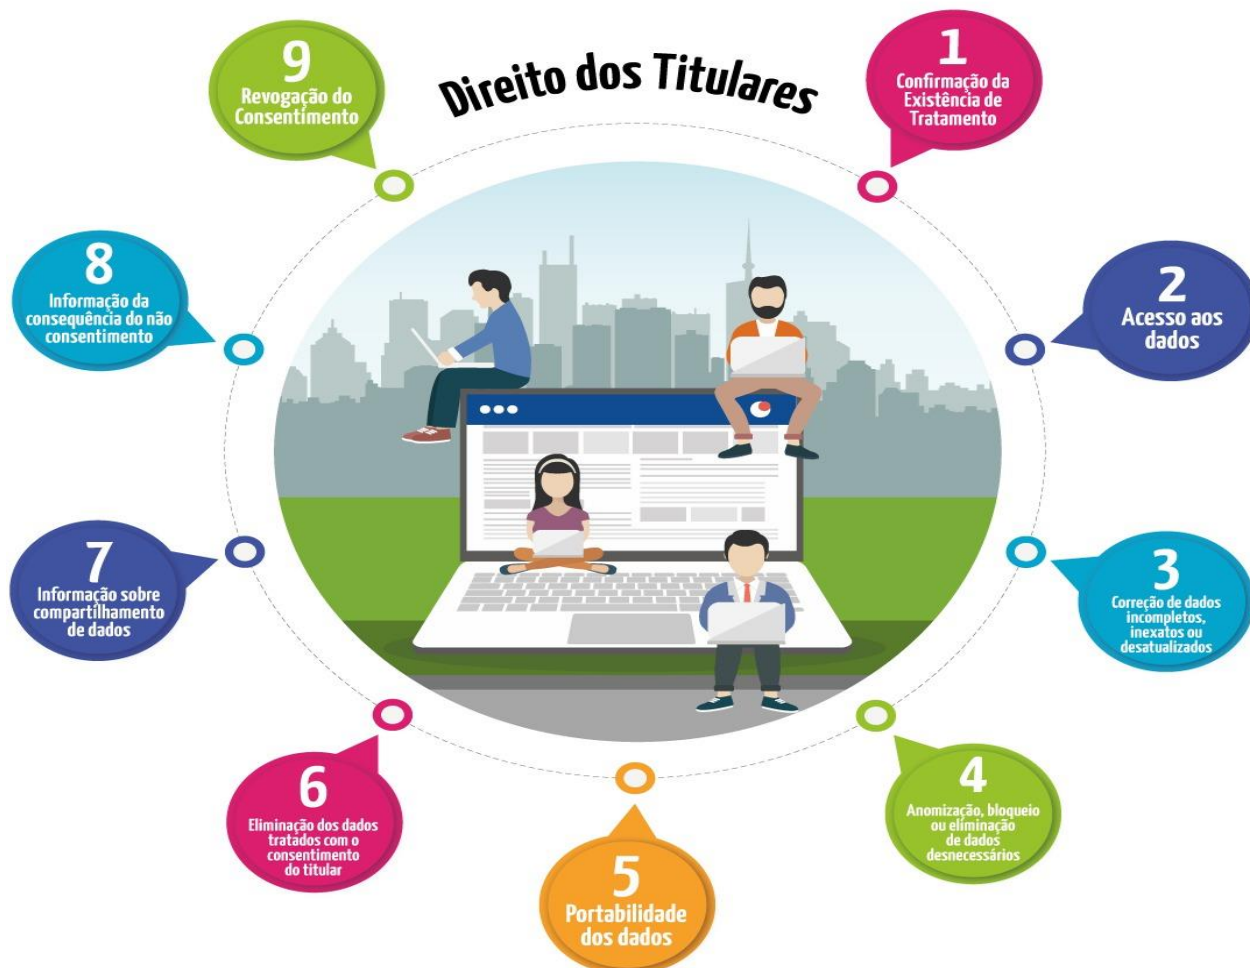 Direito dos Titulares
1
Confirmação da
Existência de
Tratamento
2
Acesso aos
dados
3
Correção de dados
incompletos,
inexatos ou
desatualizados
4
Anomização, bloqueio
ou eliminação
de dados
desnecessários
5
Portabilidade
dos dados
6
Eliminação dos dados
tratados com o
consentimento
do titular
7
Informação sobre
compartilhamento
de dados
8
Informação da
consequência do não
consentimento
9
Revogação do
Consentimento